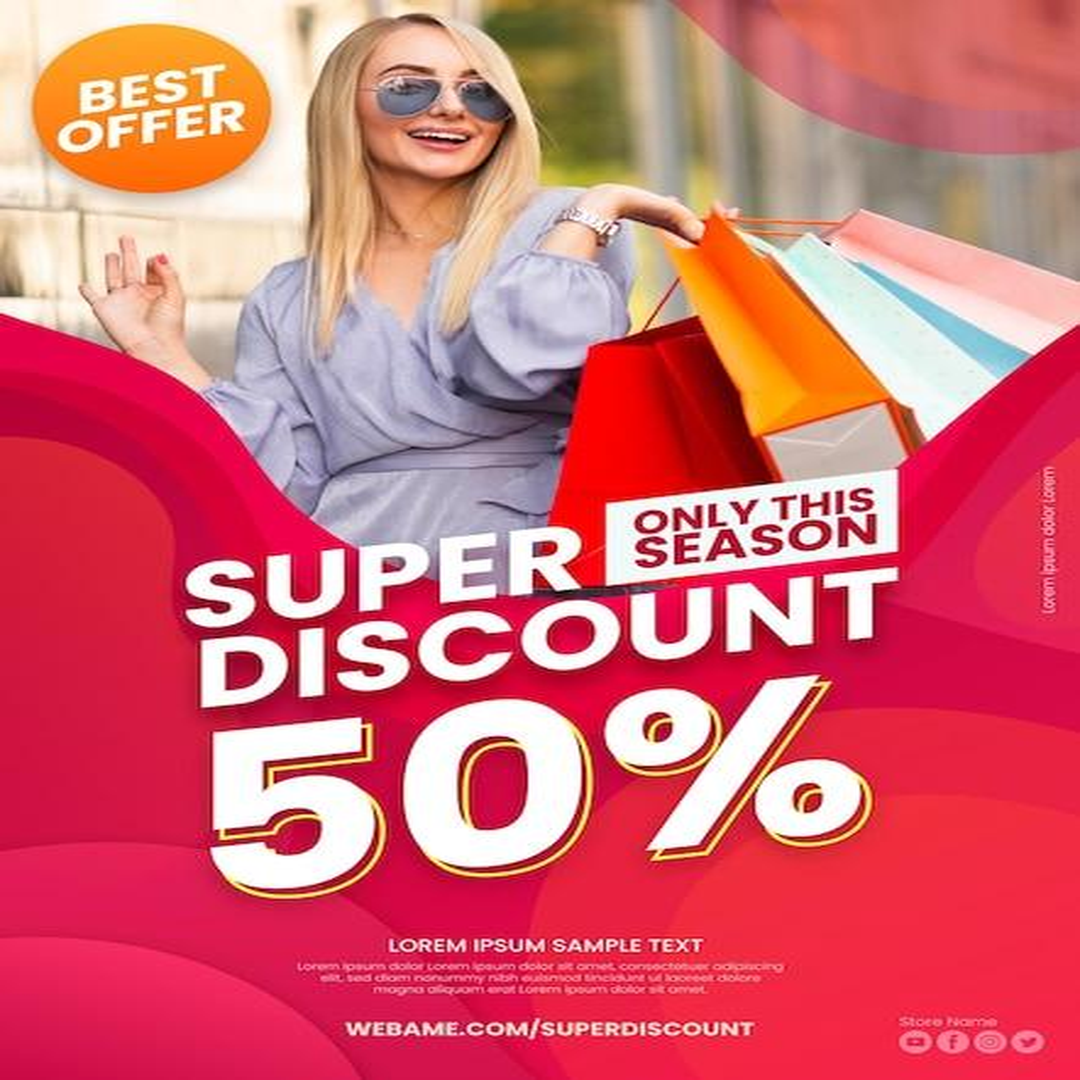 BEST
OFFER
ONLY THIS
SEASON
SUPER
DISCOUNT
50%
Lorem ipsum dolor Lorem
LOREM IPSUM SAMPLE TEXT
Lorem ipsum dolor Lorem ipsum dolor sit amet, consectetuer adipiscing
elit, sed diam nonummy nibh euismod tincidunt ut laoreet dolore
magna aliquam erat Lorem ipsum dolor sit amet.
WEBAME.COM/SUPERDISCOUNT
Store Name